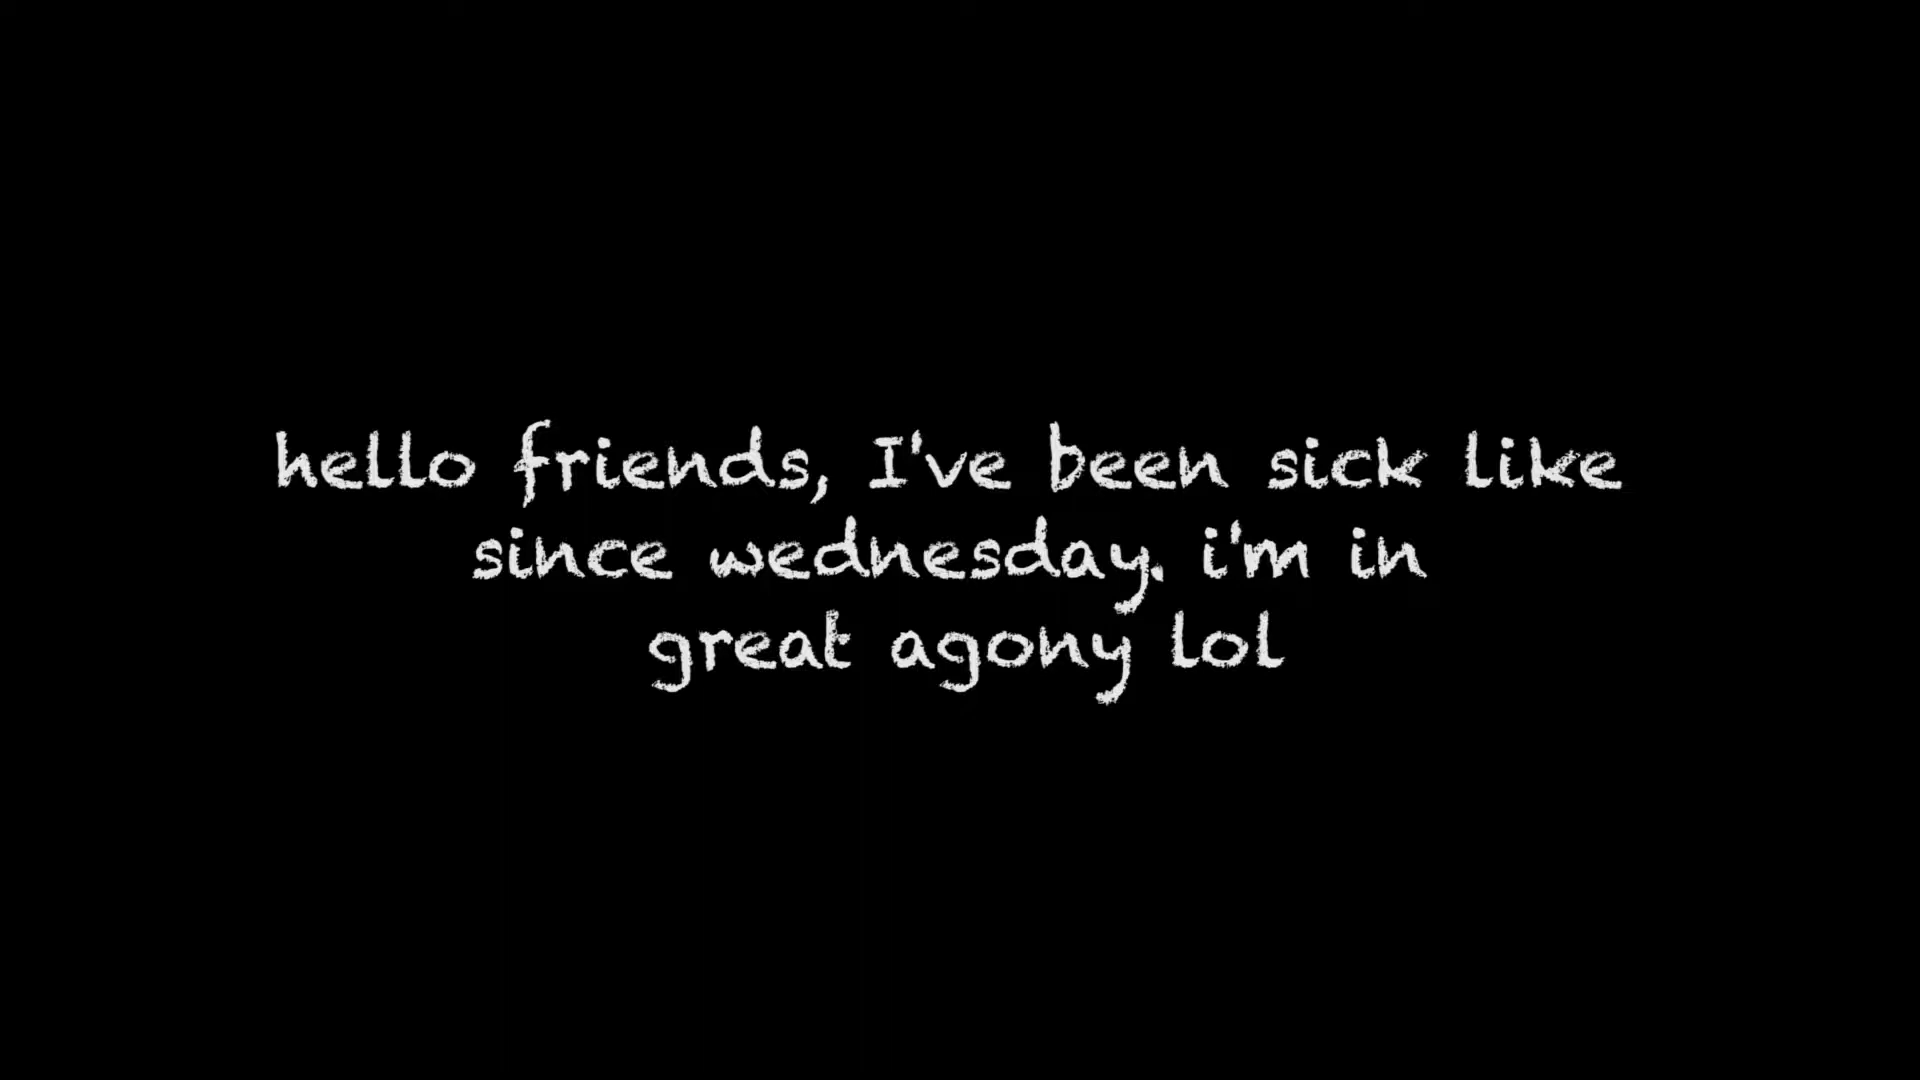 hello friends, I've been sick like
since wednesday. i'm in
great agony lol